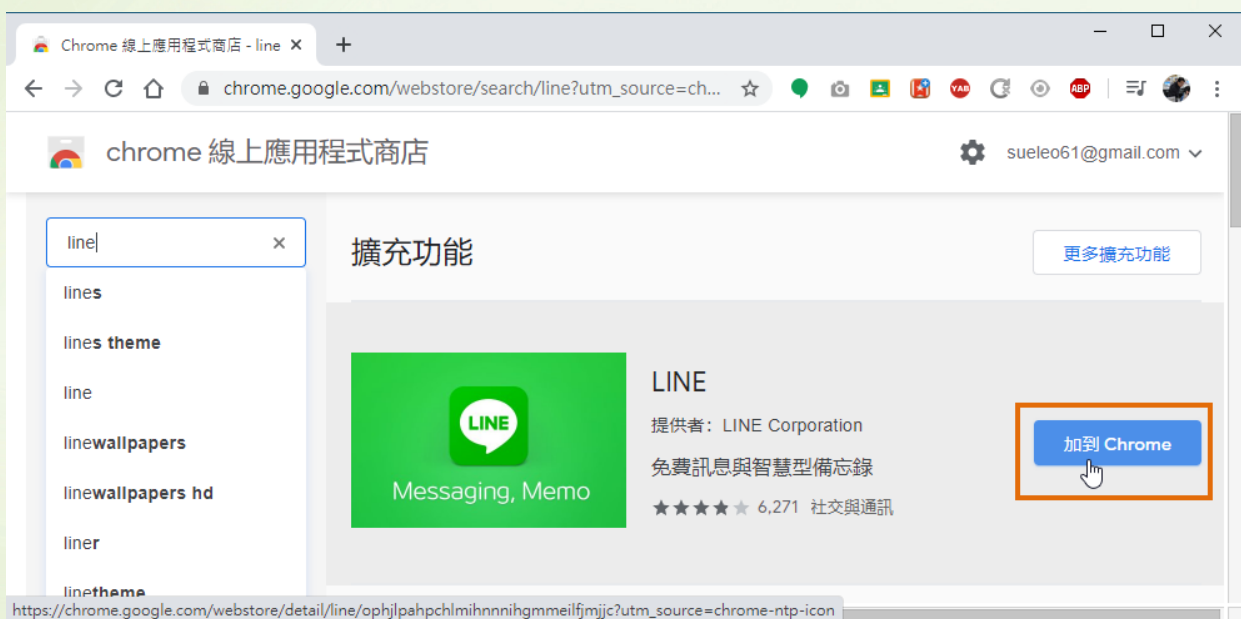 Chrome 線上應用程式商店 - line
chrome.google.com/webstore/search/line?utm_source=ch...
YAB
ABP
chrome 線上應用程式商店
sueleo61@gmail.com
line
擴充功能
更多擴充功能
lines
lines theme
line
linewallpapers
linewallpapers hd
liner
linetheme
LINE
Messaging, Memo
LINE
提供者: LINE Corporation
免費訊息與智慧型備忘錄
6,271 社交與通訊
加到 Chrome
https://chrome.google.com/webstore/detail/line/ophjlpahpchlmihnnnihgmmeilfjmjjc?utm_source=chrome-ntp-icon